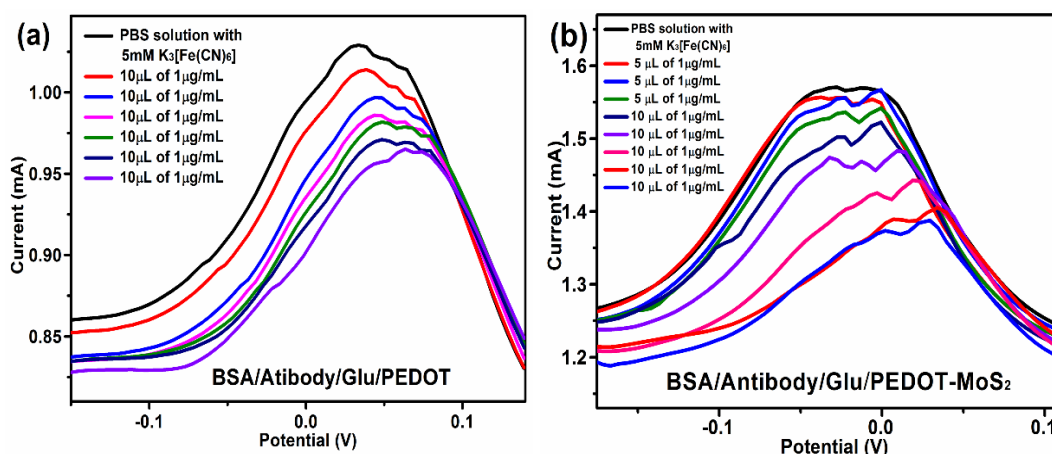 (a)
PBS solution with
5mM K₃[Fe(CN)₆]
10μL of 1μg/mL
10μL of 1μg/mL
10μL of 1μg/mL
10μL of 1μg/mL
10μL of 1μg/mL
10μL of 1μg/mL
1.00
0.95
0.90
0.85
Current (mA)
BSA/Atibody/Glu/PEDOT
-0.1
0.0
0.1
Potential (V)
(b)
PBS solution with
5mM K₃[Fe(CN)₆]
5 μL of 1μg/mL
5 μL of 1μg/mL
5 μL of 1μg/mL
10 μL of 1μg/mL
10 μL of 1μg/mL
10 μL of 1μg/mL
10 μL of 1μg/mL
10 μL of 1μg/mL
1.6
1.5
1.4
1.3
1.2
Current (mA)
BSA/Antibody/Glu/PEDOT-MoS₂
-0.1
0.0
0.1
Potential (V)